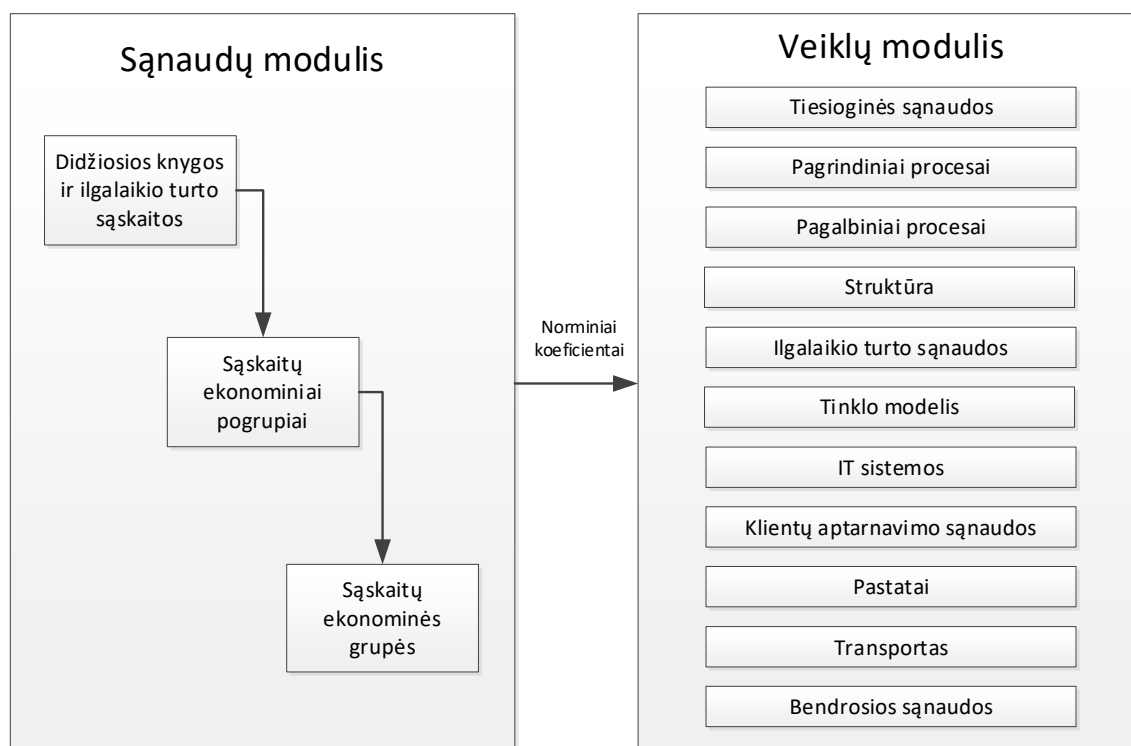 Sąnaudų modulis
Didžiosios knygos
ir ilgalaikio turto
sąskaitos
Sąskaitų
ekonominiai
pogrupiai
Sąskaitų
ekonominės
grupės
Norminiai
koeficientai
Veiklų modulis
Tiesioginės sąnaudos
Pagrindiniai procesai
Pagalbiniai procesai
Struktūra
Ilgalaikio turto sąnaudos
Tinklo modelis
IT sistemos
Klientų aptarnavimo sąnaudos
Pastatai
Transportas
Bendrosios sąnaudos